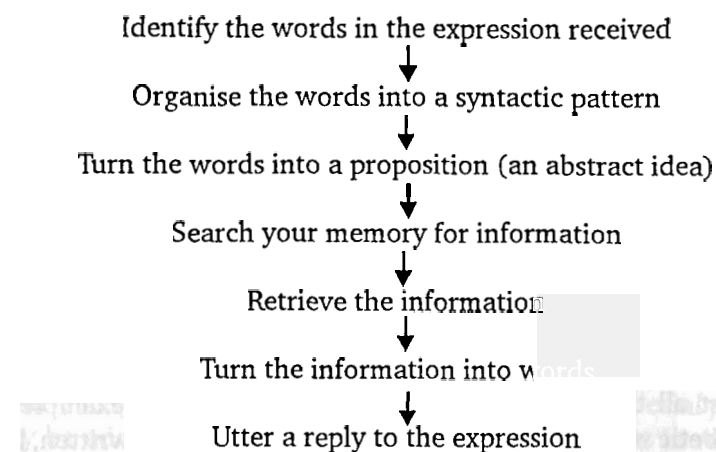 Identify the words in the expression received
Organise the words into a syntactic pattern
Turn the words into a proposition (an abstract idea)
Search your memory for information
Retrieve the information
Turn the information into words
Utter a reply to the expression